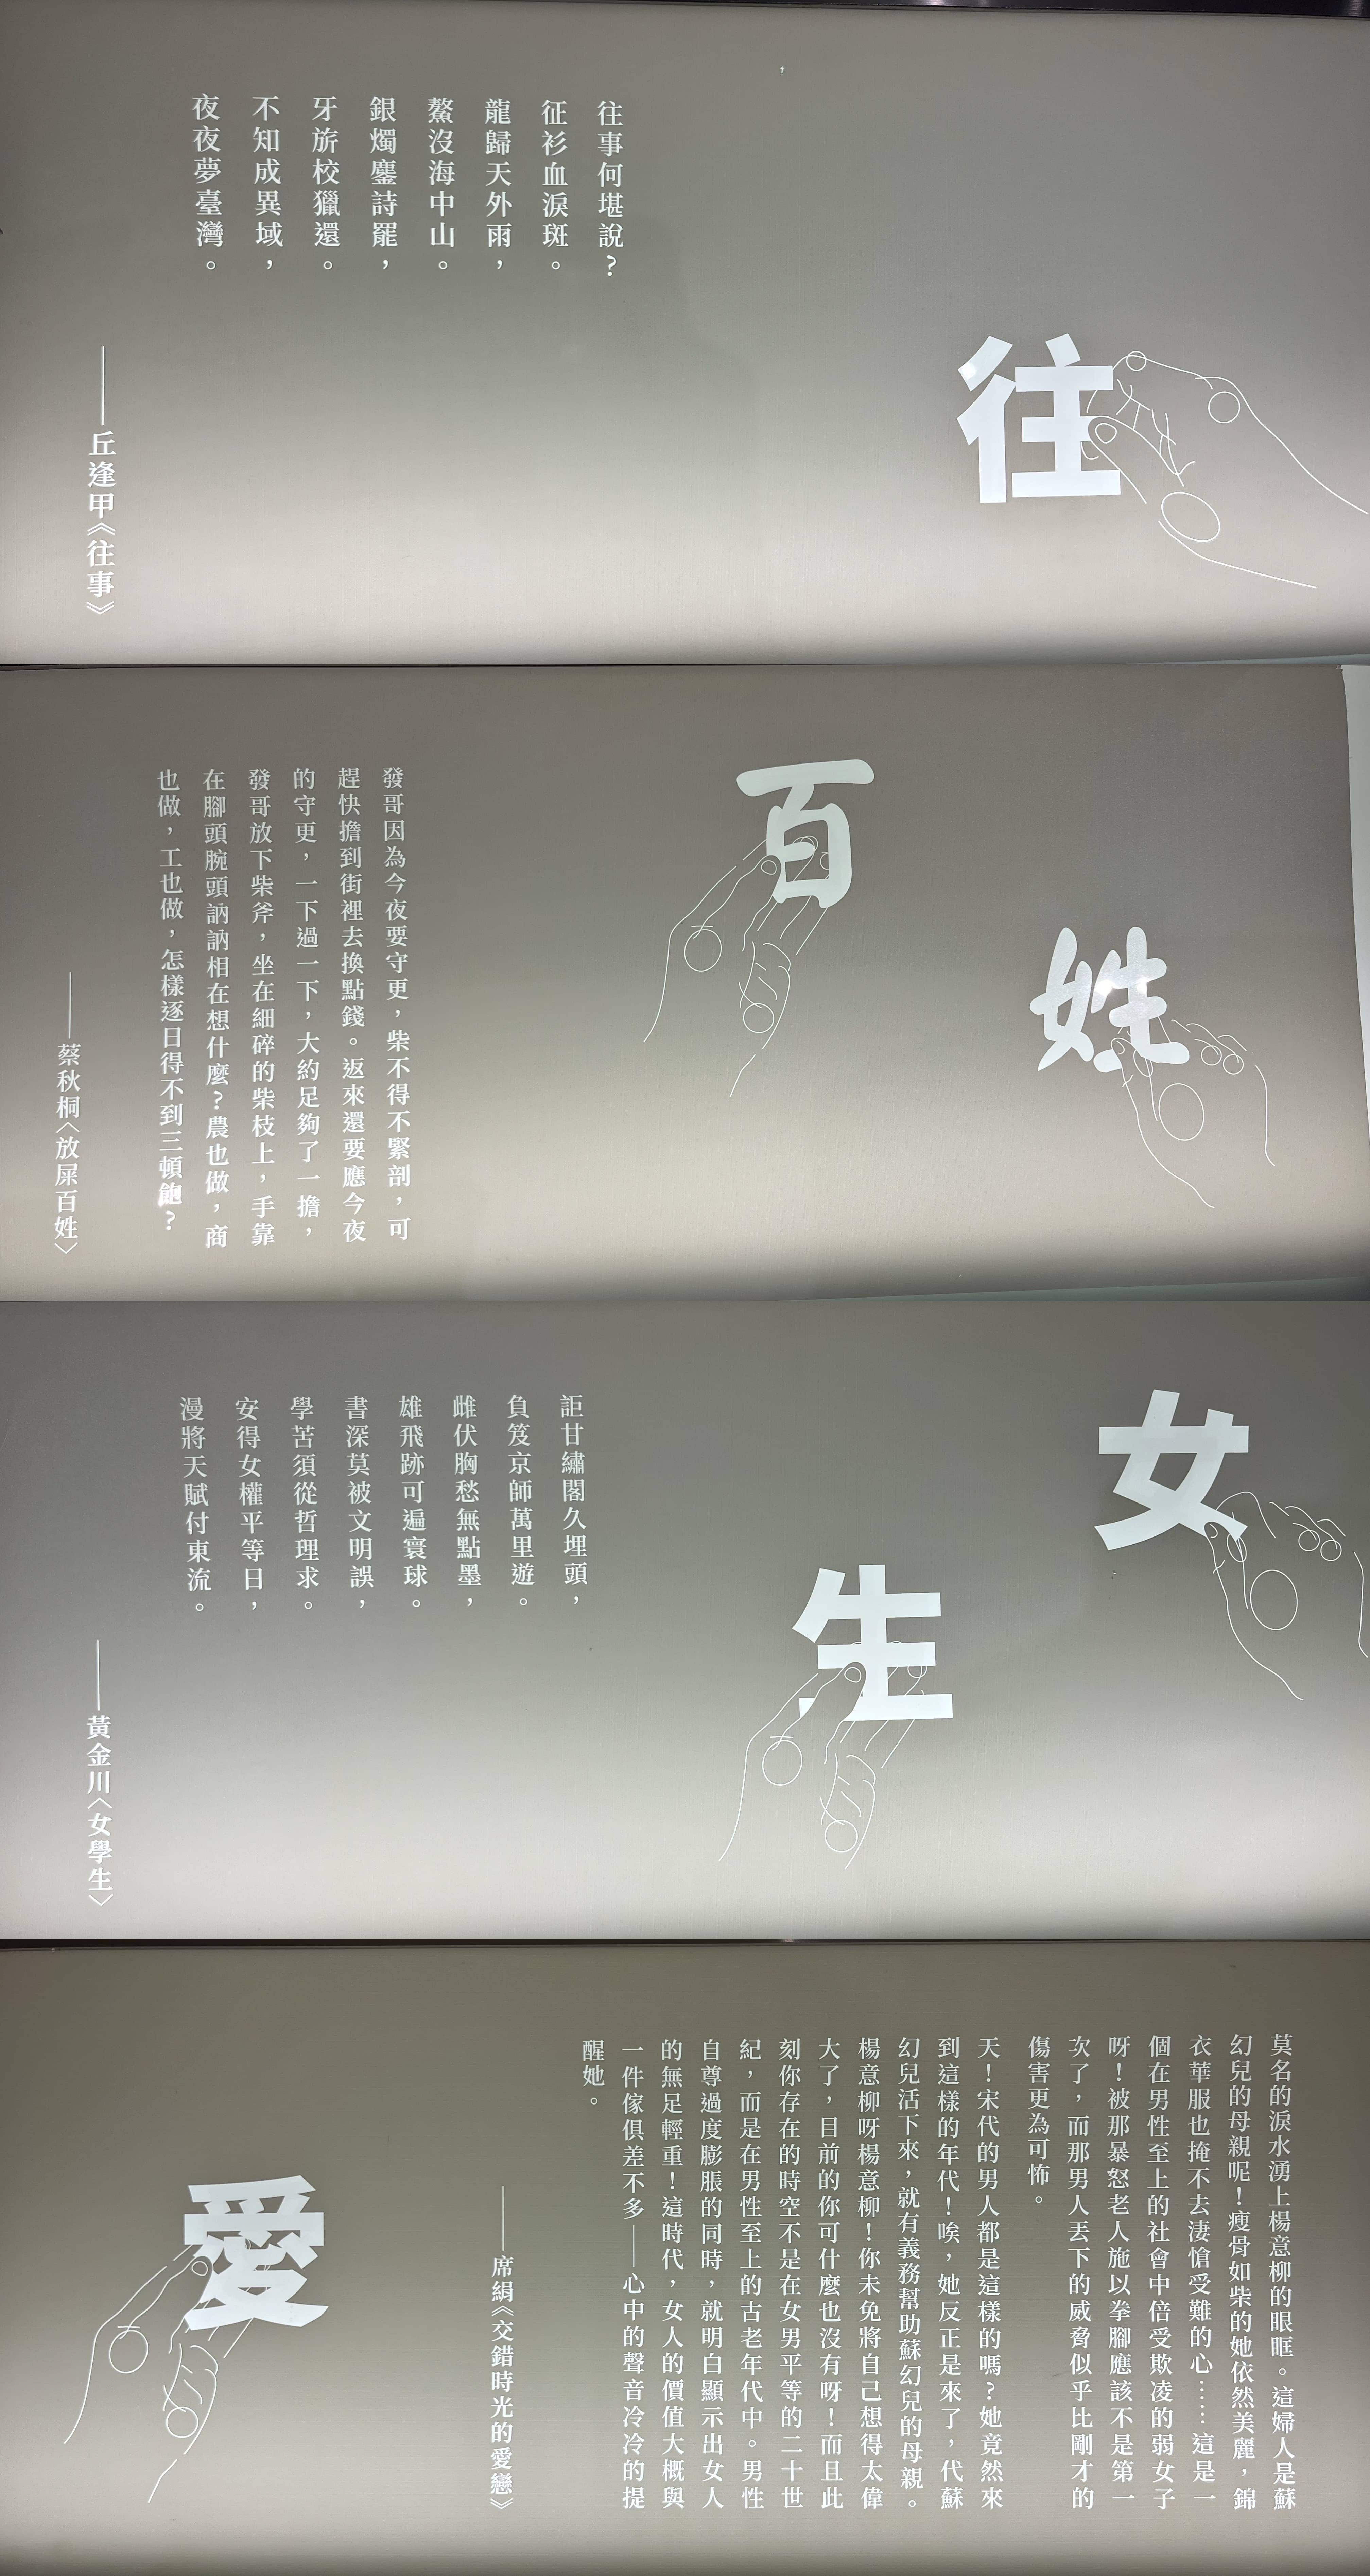 往
往事何堪說？
征衫血淚斑。
龍歸天外雨，
鰲沒海中山。
銀燭鏖詩罷，
牙旂校獵還。
不知成異域，
夜夜夢臺灣。
——丘逢甲《往事》
百姓
發哥因為今夜要守更，柴不得不緊剖，可
趕快擔到街裡去換點錢。返來還要應今夜
的守更，一下過一下，大約足夠了一擔，
發哥放下柴斧，坐在細碎的柴枝上，手靠
在腳頭腕頭訥訥相在想什麼？農也做，商
也做，工也做，怎樣逐日得不到三頓飽？
——蔡秋桐〈放屎百姓〉
女生
詎甘繡閣久埋頭，
負笈京師萬里遊。
雌伏胸愁無點墨，
雄飛跡可遍寰球。
書深莫被文明誤，
學苦須從哲理求。
安得女權平等日，
漫將天賦付東流。
——黃金川〈女學生〉
莫名的淚水湧上楊意柳的眼眶。這婦人是蘇
幻兒的母親呢！瘦骨如柴的她依然美麗，錦
衣華服也掩不去淒愴受難的心……這是一
個在男性至上的社會中倍受欺凌的弱女子
呀！被那暴怒老人施以拳腳應該不是第一
次了，而那男人丟下的威脅似乎比剛才的
傷害更為可怖。
天！宋代的男人都是這樣的嗎？她竟然來
到這樣的年代！唉，她反正是來了，代蘇
幻兒活下來，就有義務幫助蘇幻兒的母親。
楊意柳呀楊意柳！你未免將自己想得太偉
大了，目前的你可什麼也沒有呀！而且此
刻你存在的時空不是在女男平等的二十世
紀，而是在男性至上的古老年代中。男性
自尊過度膨脹的同時，就明白顯示出女人
的無足輕重！這時代，女人的價值大概與
一件傢俱差不多——心中的聲音冷冷的提
醒她。
——席絹《交錯時光的愛戀》
愛